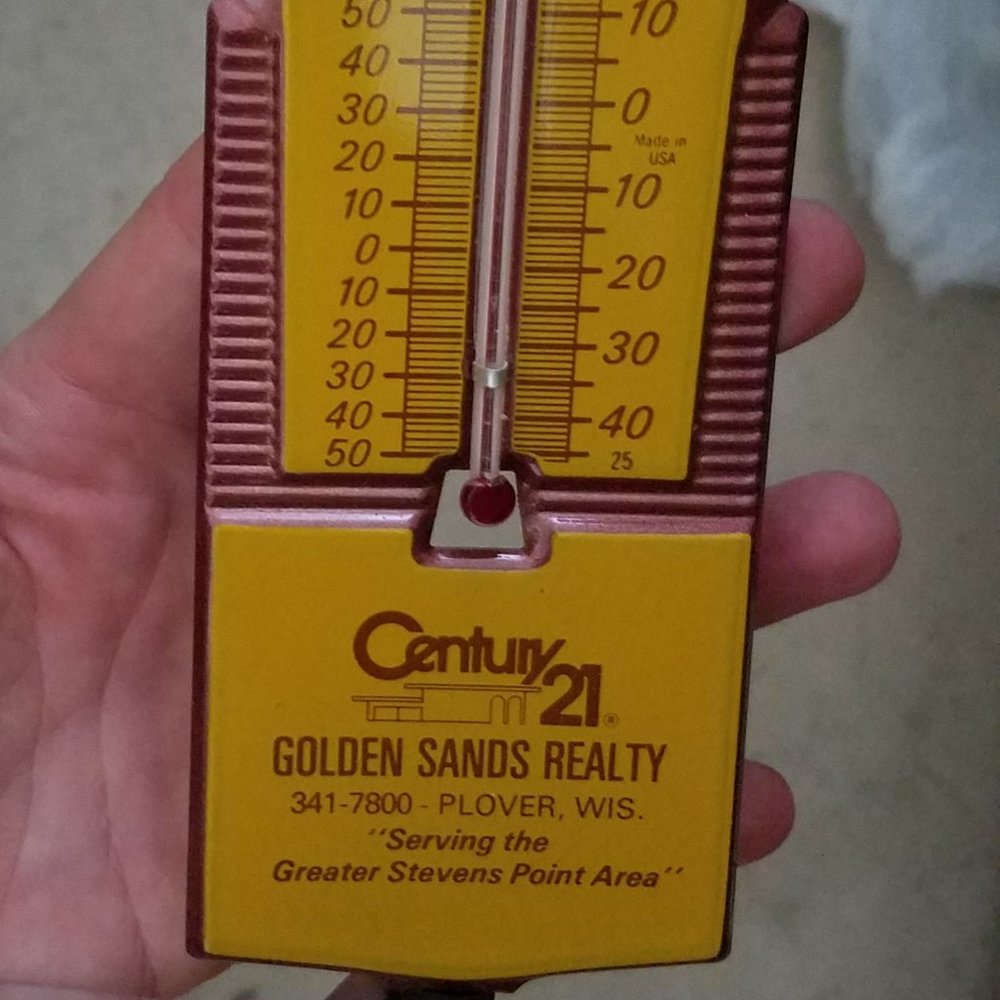 50 10
40
30 0
Made in
20 USA
10 10
0
10 20
20
30 30
40 40
50 25
Century
21®
GOLDEN SANDS REALTY
341-7800 - PLOVER, WIS.
"Serving the
Greater Stevens Point Area"